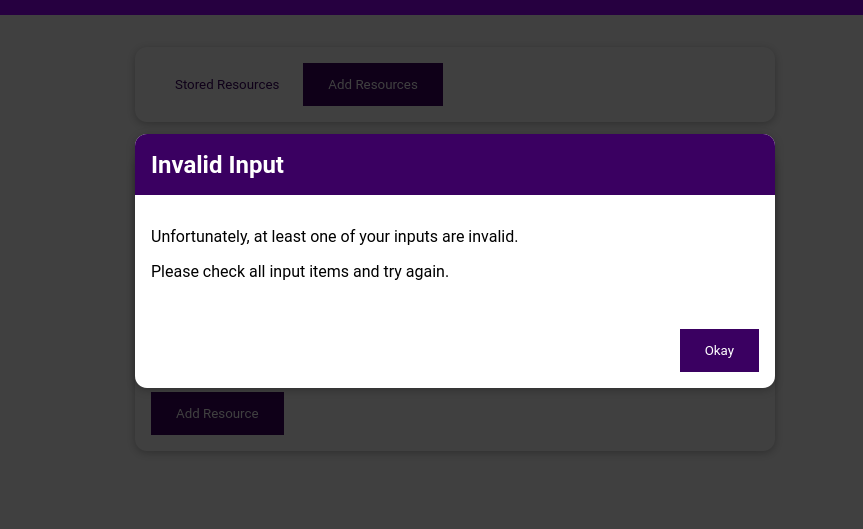 Stored Resources Add Resources
Invalid Input
Unfortunately, at least one of your inputs are invalid.
Please check all input items and try again.
Okay
Add Resource